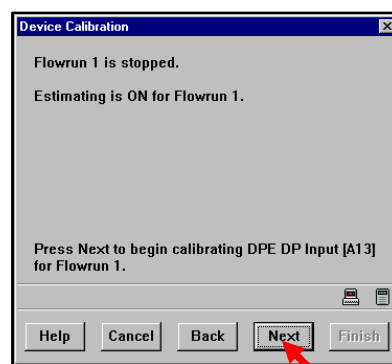 Device Calibration
Flowrun 1 is stopped.
Estimating is ON for Flowrun 1.
Press Next to begin calibrating DPE DP Input [A13]
for Flowrun 1.
Help Cancel Back Next Finish